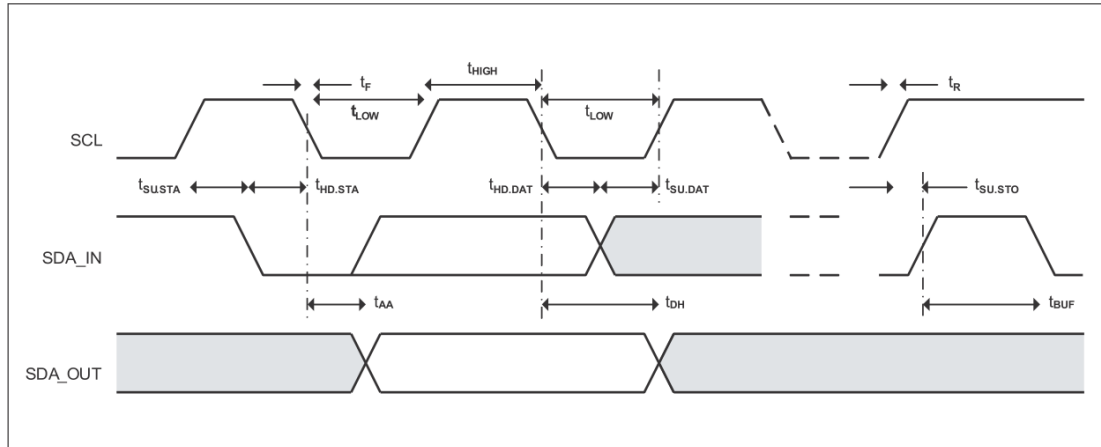 tF
tHIGH
tR
tLOW
tLOW
SCL
tSU.STA
tHD.STA
tHD.DAT
tSU.DAT
tSU.STO
SDA_IN
tAA
tDH
tBUF
SDA_OUT